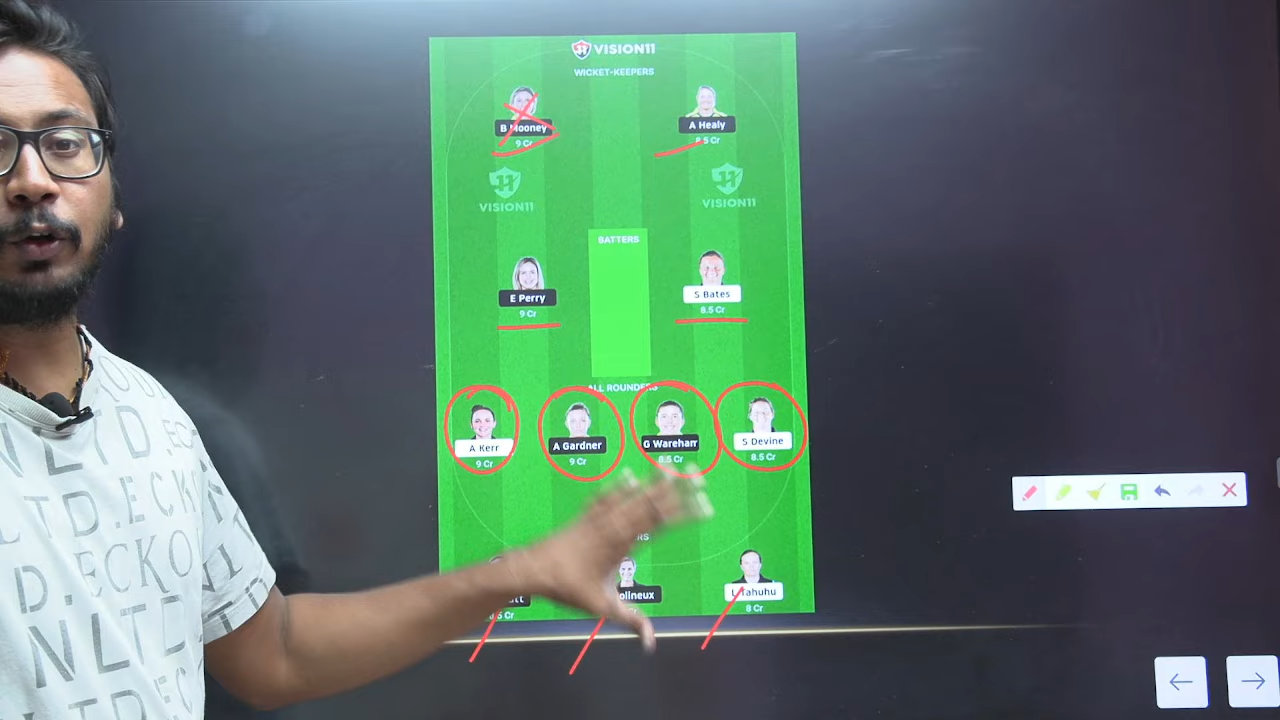 VISION11
WICKET-KEEPERS
B Mooney
9 Cr
A Healy
8.5 Cr
VISION11
VISION11
BATTERS
E Perry
9 Cr
S Bates
8.5 Cr
ALL ROUNDERS
A Kerr
9 Cr
A Gardner
9 Cr
G Wareham
8.5 Cr
S Devine
8.5 Cr
L Tahuhu
8 Cr